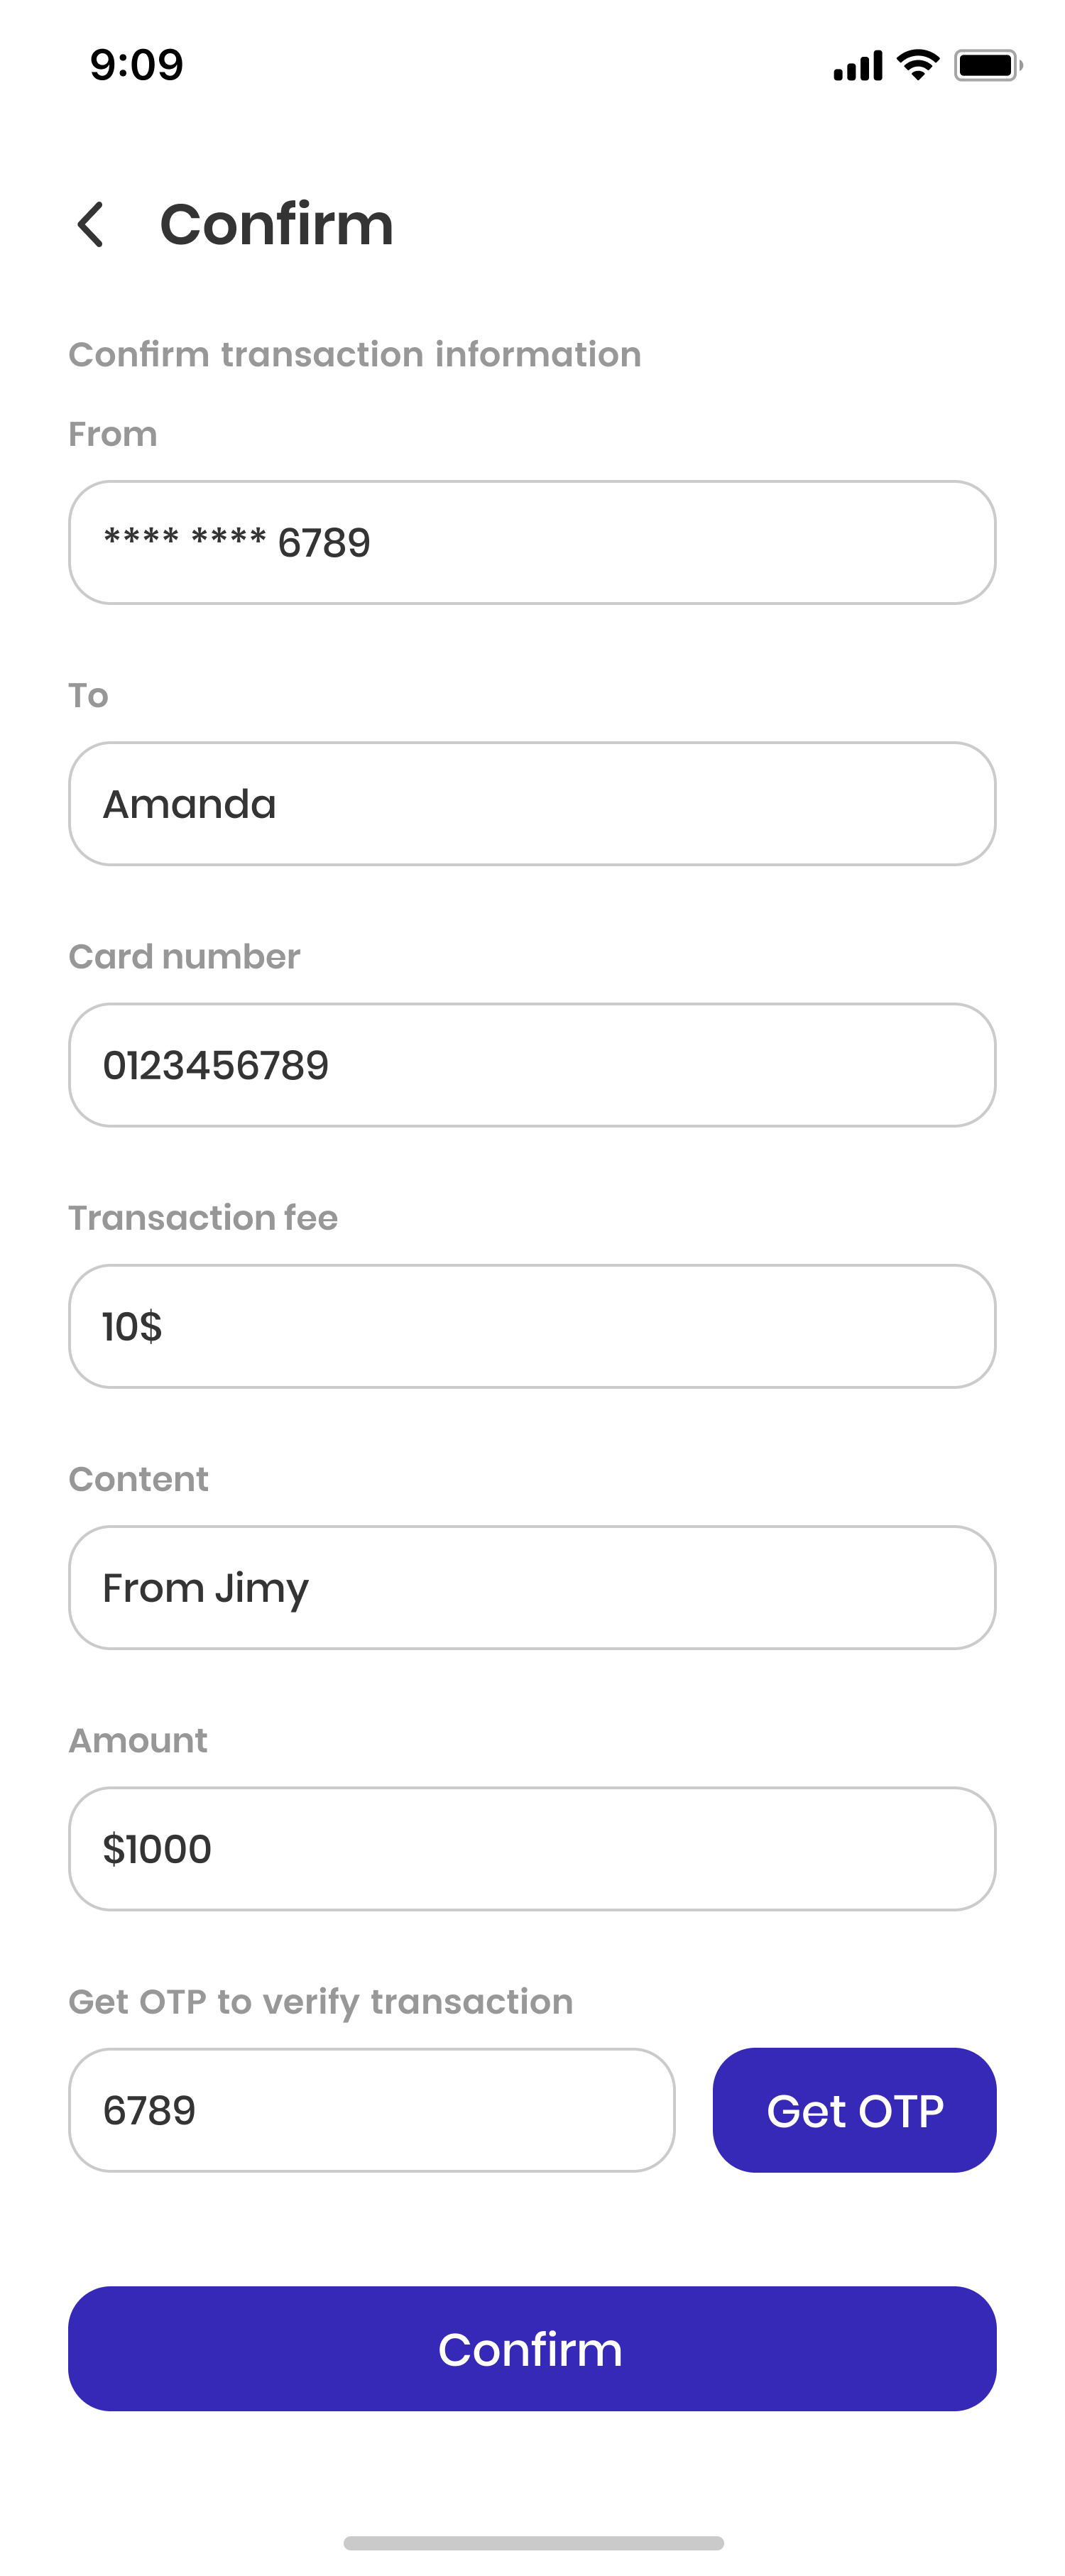 9:09
Confirm
Confirm transaction information
From
**** **** 6789
To
Amanda
Card number
0123456789
Transaction fee
10$
Content
From Jimy
Amount
$1000
Get OTP to verify transaction
6789
Get OTP
Confirm